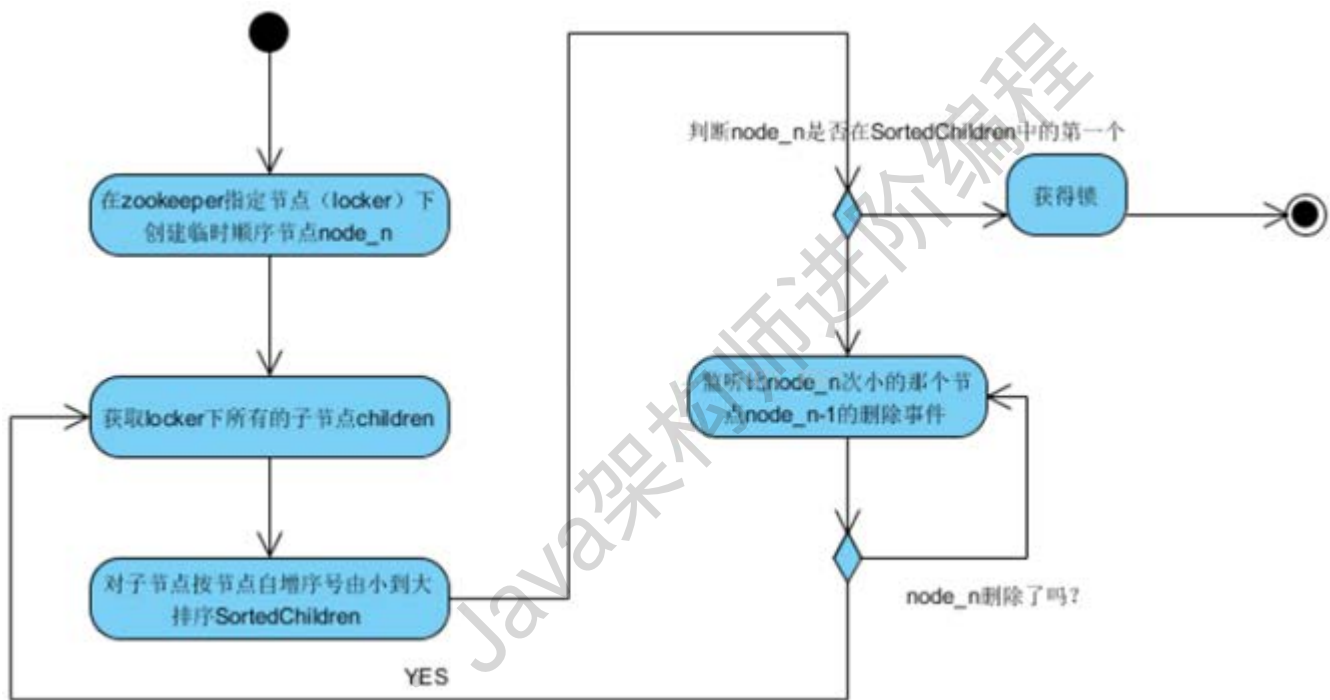 在zookeeper指定节点（locker）下
创建临时顺序节点node_n
获取locker下所有的子节点children
对子节点按节点自增序号由小到大
排序SortedChildren
YES
判断node_n是否在SortedChildren中的第一个
获得锁
监听比node_n次小的那个节
点node_n-1的删除事件
node_n删除了吗?
Java架构师进阶编程